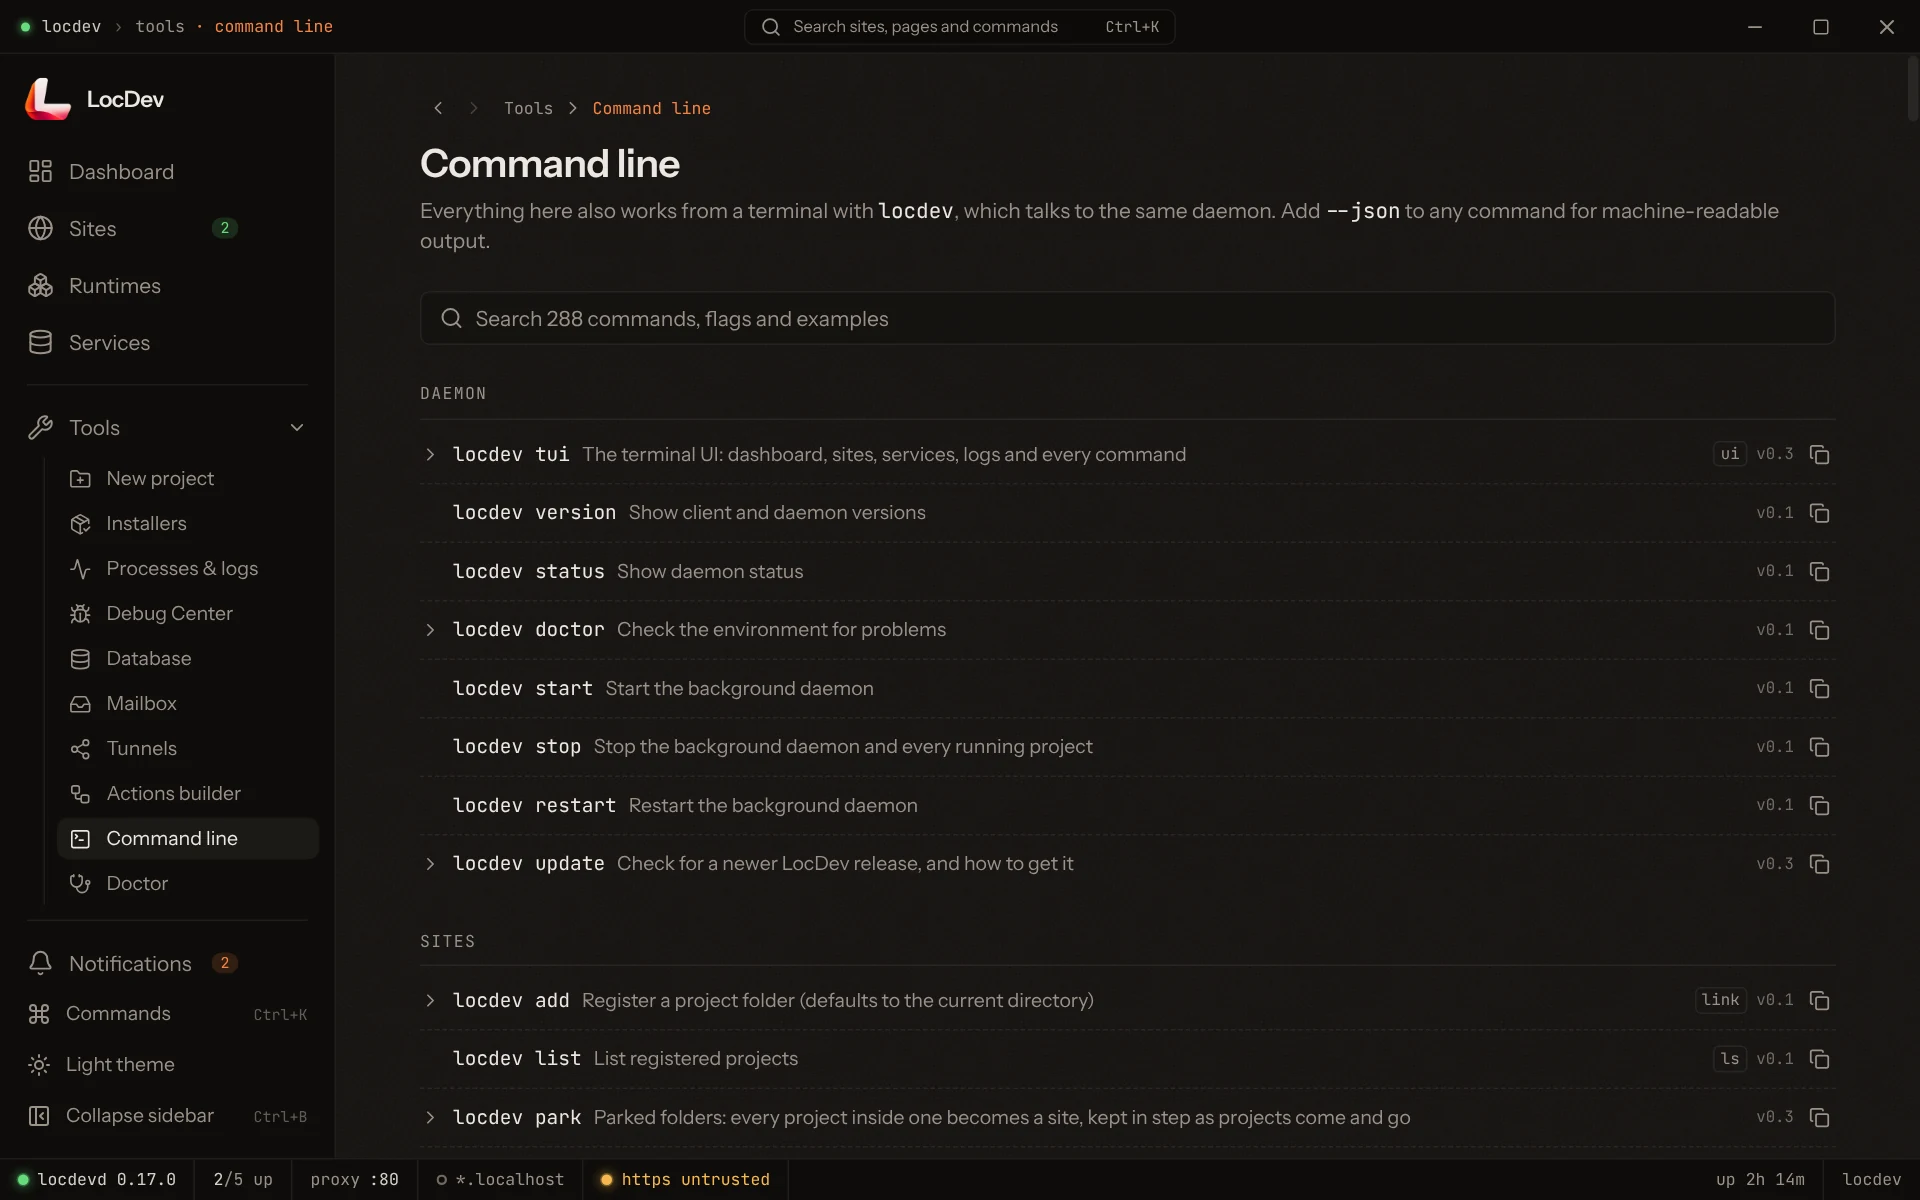 locdev › tools · command line
Search sites, pages and commands Ctrl+K
LocDev
Dashboard
Sites 2
Runtimes
Services
Tools
New project
Installers
Processes & logs
Debug Center
Database
Mailbox
Tunnels
Actions builder
Command line
Doctor
Notifications 2
Commands Ctrl+K
Light theme
Collapse sidebar Ctrl+B
Tools > Command line
Command line
Everything here also works from a terminal with locdev, which talks to the same daemon. Add --json to any command for machine-readable
output.
Search 288 commands, flags and examples
DAEMON
locdev tui The terminal UI: dashboard, sites, services, logs and every command ui v0.3
locdev version Show client and daemon versions v0.1
locdev status Show daemon status v0.1
locdev doctor Check the environment for problems v0.1
locdev start Start the background daemon v0.1
locdev stop Stop the background daemon and every running project v0.1
locdev restart Restart the background daemon v0.1
locdev update Check for a newer LocDev release, and how to get it v0.3
SITES
locdev add Register a project folder (defaults to the current directory) link v0.1
locdev list List registered projects ls v0.1
locdev park Parked folders: every project inside one becomes a site, kept in step as projects come and go v0.3
locdevd 0.17.0 2/5 up proxy :80 *.localhost https untrusted up 2h 14m locdev